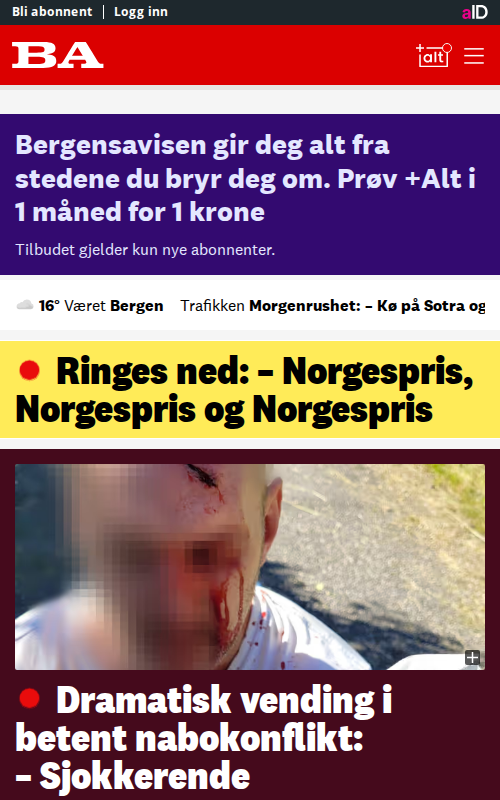 Bli abonnent
Logg inn
aID
BA
+alt
Bergensavisen gir deg alt fra
stedene du bryr deg om. Prøv +Alt i
1 måned for 1 krone
Tilbudet gjelder kun nye abonnenter.
16° Været Bergen Trafikken Morgenrushet: – Kø på Sotra og
Ringes ned: – Norgespris,
Norgespris og Norgespris
Dramatisk vending i
betent nabokonflikt:
– Sjokkerende